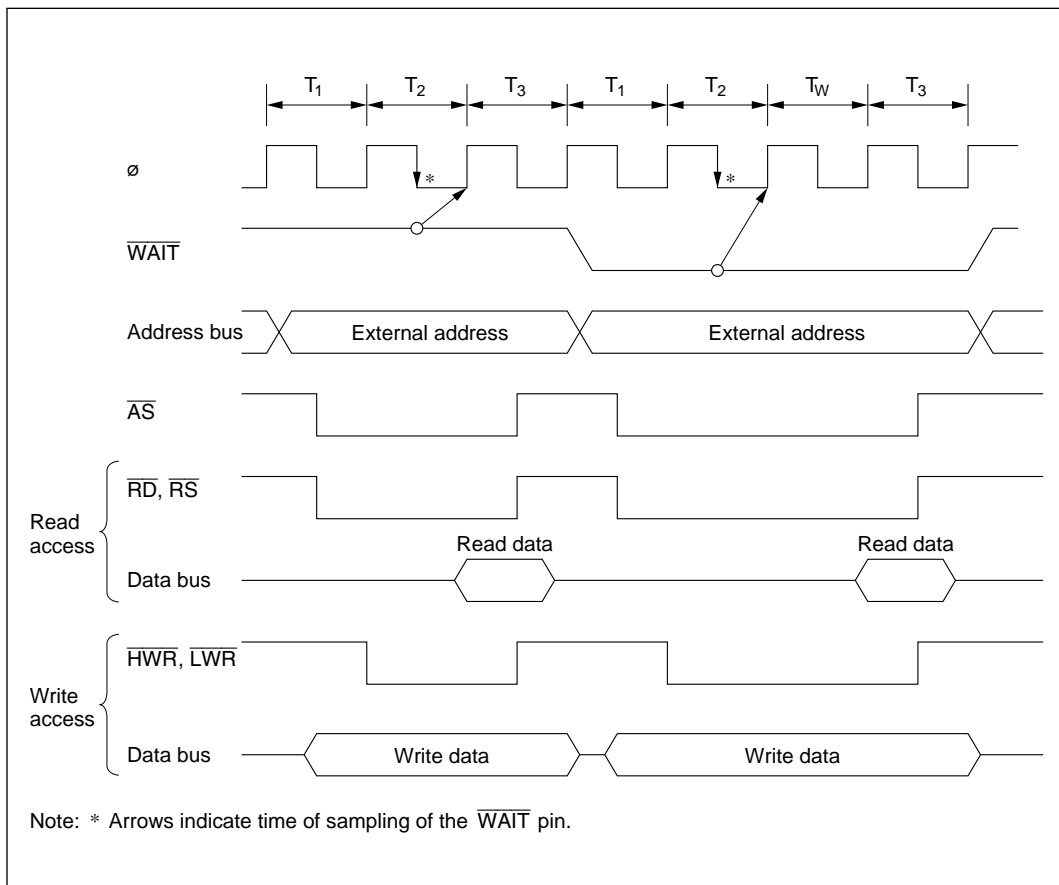 T1 T2 T3 T1 T2 TW T3
ø
* *
WAIT
Address bus External address External address
AS
RD, RS
Read access
Read data Read data
Data bus
HWR, LWR
Write access
Data bus Write data Write data
Note: * Arrows indicate time of sampling of the WAIT pin.